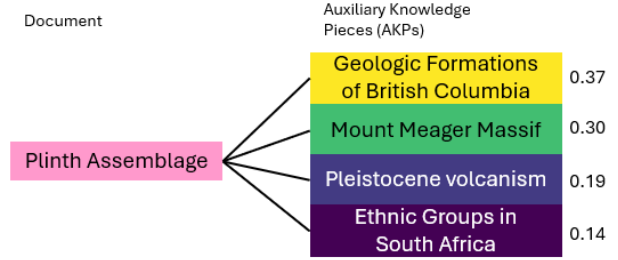 Document
Auxiliary Knowledge
Pieces (AKPs)
Plinth Assemblage
Geologic Formations
of British Columbia
0.37
Mount Meager Massif
0.30
Pleistocene volcanism
0.19
Ethnic Groups in
South Africa
0.14